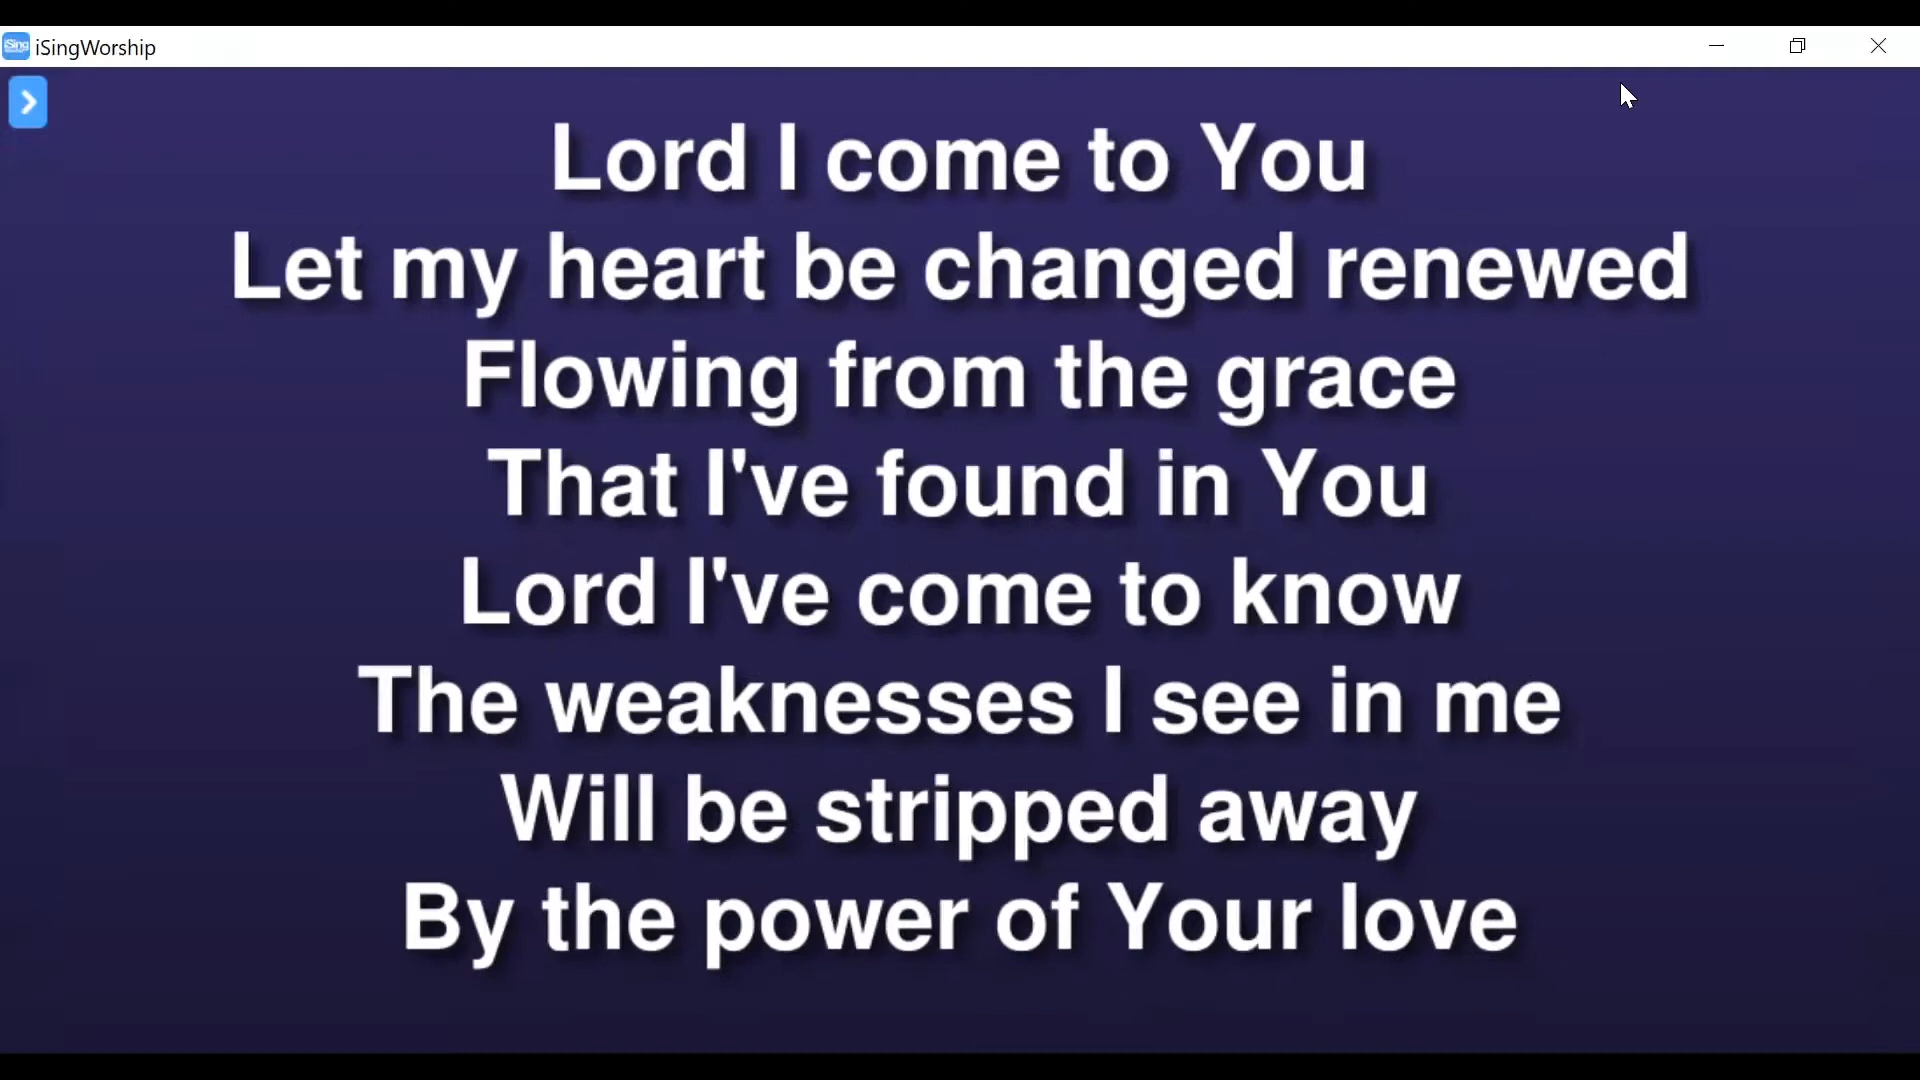 iSing
iSingWorship
Lord I come to You
Let my heart be changed renewed
Flowing from the grace
That I've found in You
Lord I've come to know
The weaknesses I see in me
Will be stripped away
By the power of Your love